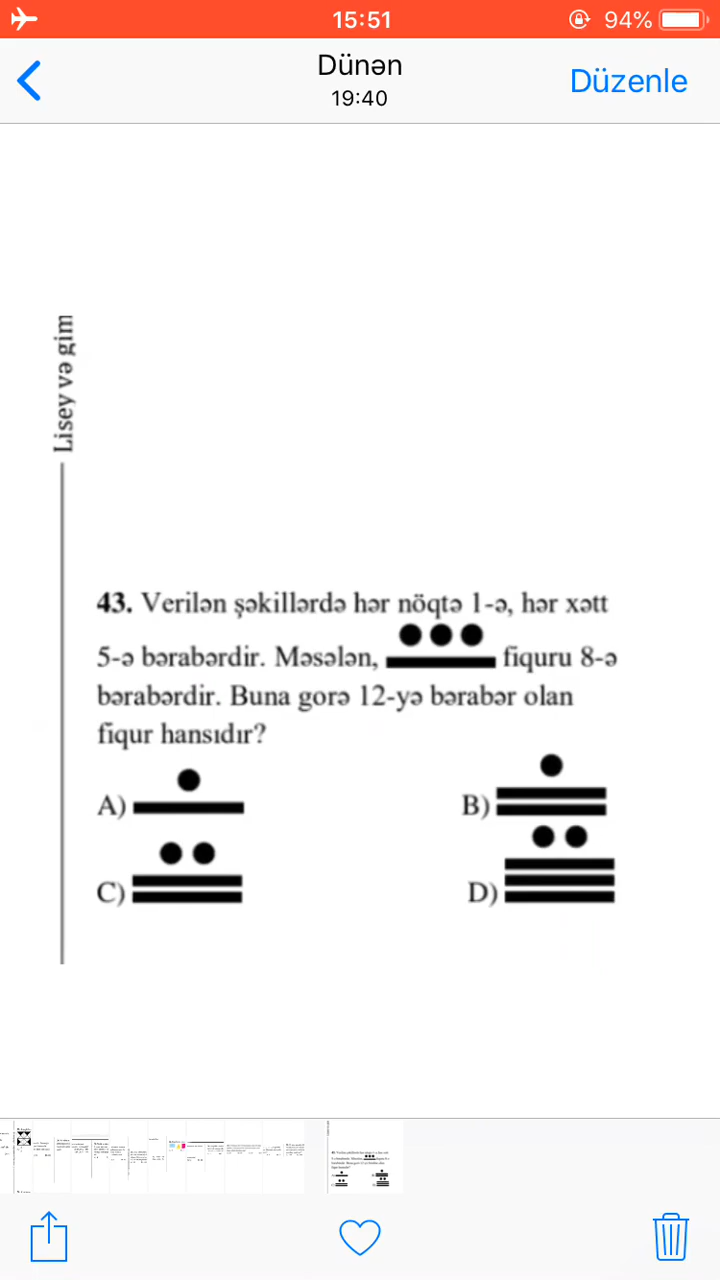 15:51
94%
Dünən
19:40
Düzenle
Lisey və gim
43. Verilən şəkillərdə hər nöqtə 1-ə, hər xətt
5-ə bərabərdir. Məsələn, fiquru 8-ə
bərabərdir. Buna gorə 12-yə bərabər olan
fiqur hansıdır?
A)
B)
C)
D)